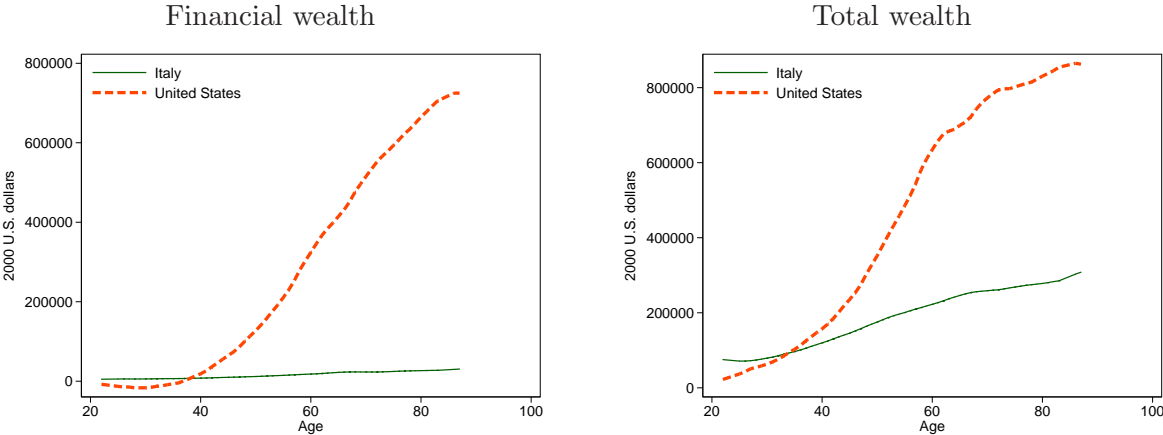 Financial wealth
800000
600000
400000
200000
0
2000 U.S. dollars
Italy
United States
20 40 60 80 100
Age
Total wealth
800000
600000
400000
200000
0
2000 U.S. dollars
Italy
United States
20 40 60 80 100
Age